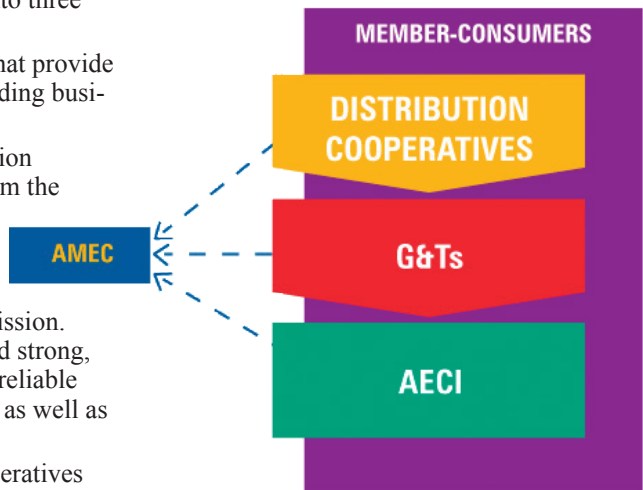 to three
hat provide
ding busi-
ion
m the
ission.
d strong,
reliable
as well as
eratives
MEMBER-CONSUMERS
DISTRIBUTION
COOPERATIVES
AMEC
G&Ts
AECI